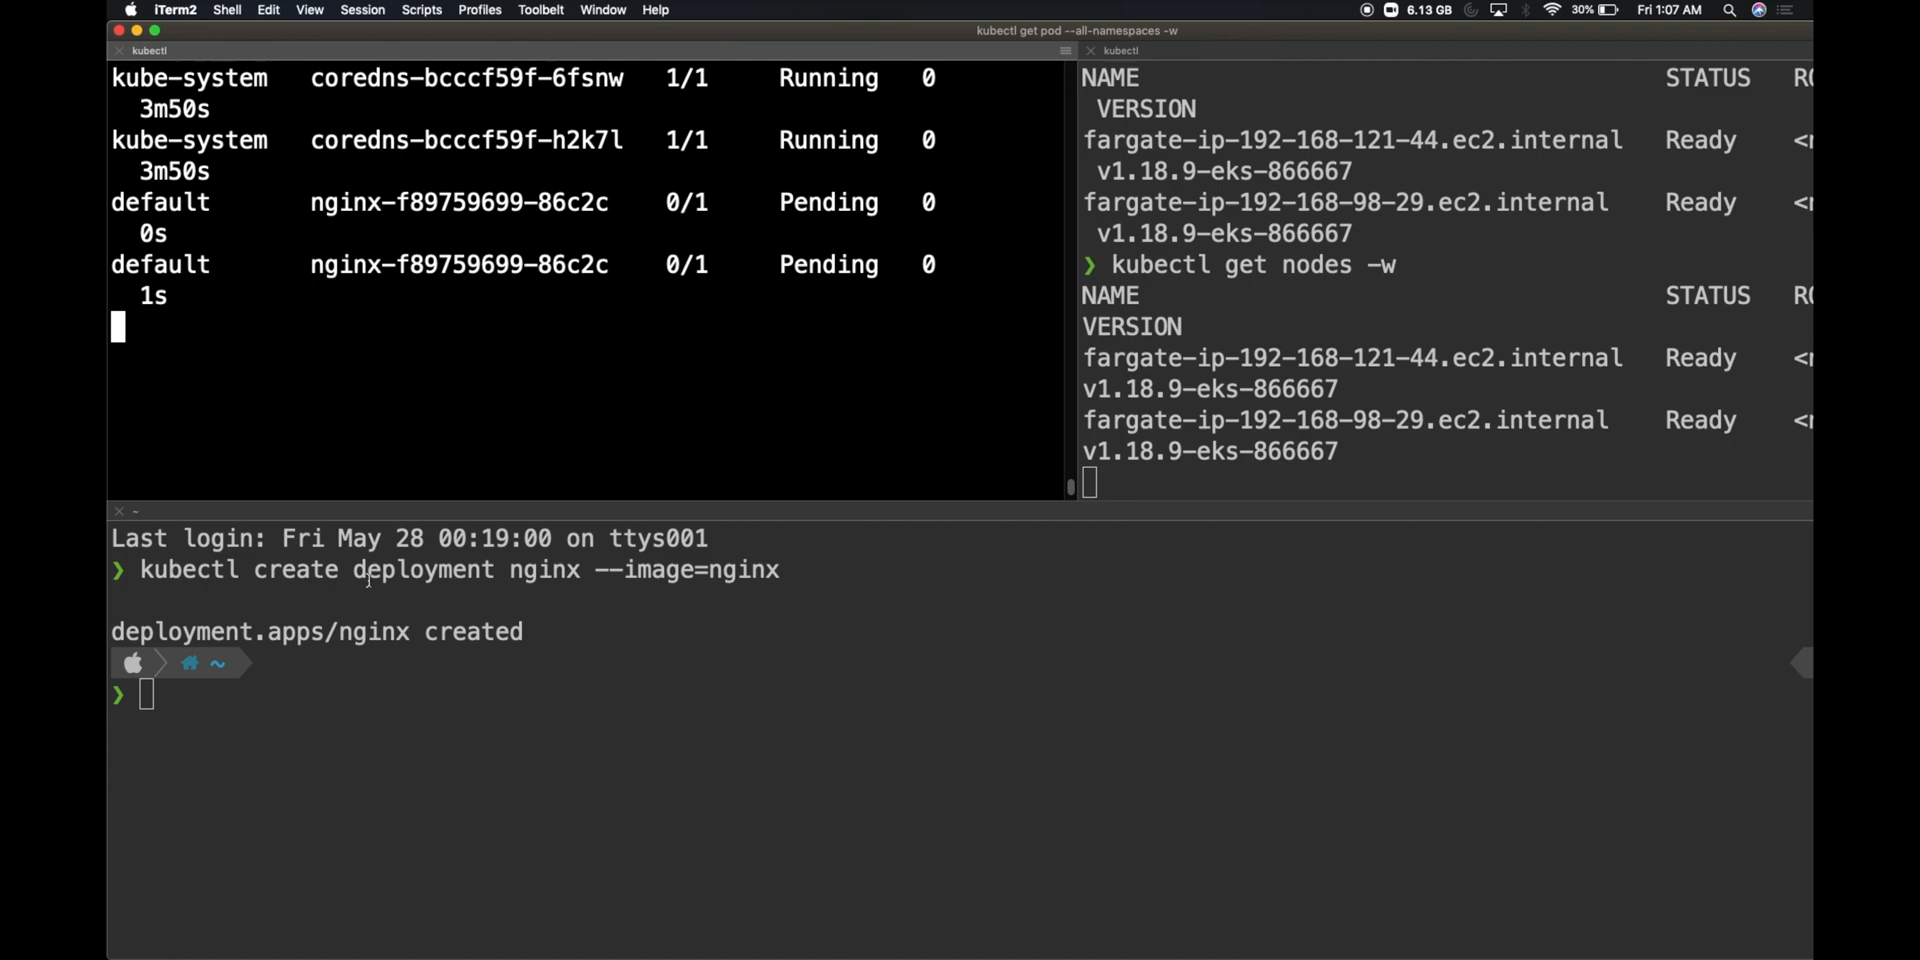 iTerm2 Shell Edit View Session Scripts Profiles Toolbelt Window Help 6.13 GB 30% Fri 1:07 AM
kubectl get pod --all-namespaces -w
kubectl
kube-system coredns-bcccf59f-6fsnw 1/1 Running 0
3m50s
kube-system coredns-bcccf59f-h2k7l 1/1 Running 0
3m50s
default nginx-f89759699-86c2c 0/1 Pending 0
0s
default nginx-f89759699-86c2c 0/1 Pending 0
1s
kubectl
NAME STATUS RO
VERSION
fargate-ip-192-168-121-44.ec2.internal Ready <n
v1.18.9-eks-866667
fargate-ip-192-168-98-29.ec2.internal Ready <n
v1.18.9-eks-866667
❯ kubectl get nodes -w
NAME STATUS RO
VERSION
fargate-ip-192-168-121-44.ec2.internal Ready <n
v1.18.9-eks-866667
fargate-ip-192-168-98-29.ec2.internal Ready <n
v1.18.9-eks-866667
~
Last login: Fri May 28 00:19:00 on ttys001
❯ kubectl create deployment nginx --image=nginx
deployment.apps/nginx created
~
❯